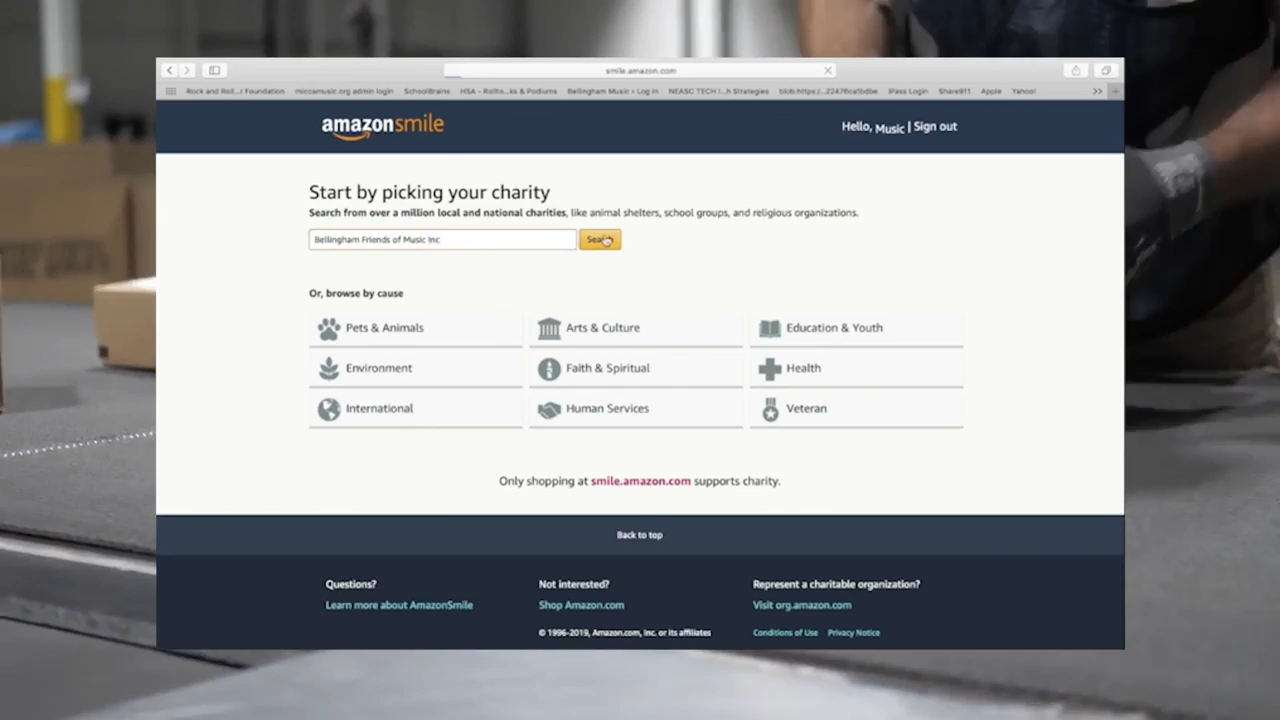 smile.amazon.com
Rock and Roll...r Foundation miccamusic.org admin login SchoolBrains HSA - Rollto...ks & Podiums Bellingham Music › Log In NEASC TECH I...h Strategies iPass Login Share911 Apple Yahoo!
amazonsmile
Hello, Music | Sign out
Start by picking your charity
Search from over a million local and national charities, like animal shelters, school groups, and religious organizations.
Bellingham Friends of Music Inc Search
Or, browse by cause
Pets & Animals Arts & Culture Education & Youth
Environment Faith & Spiritual Health
International Human Services Veteran
Only shopping at smile.amazon.com supports charity.
Back to top
Questions? Not interested? Represent a charitable organization?
Learn more about AmazonSmile Shop Amazon.com Visit org.amazon.com
© 1996-2019, Amazon.com, Inc. or its affiliates Conditions of Use Privacy Notice